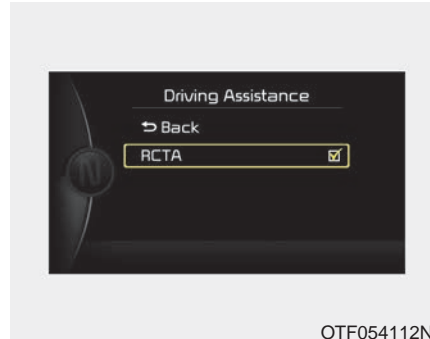 Driving Assistance
Back
RCTA
N
OTF054112N